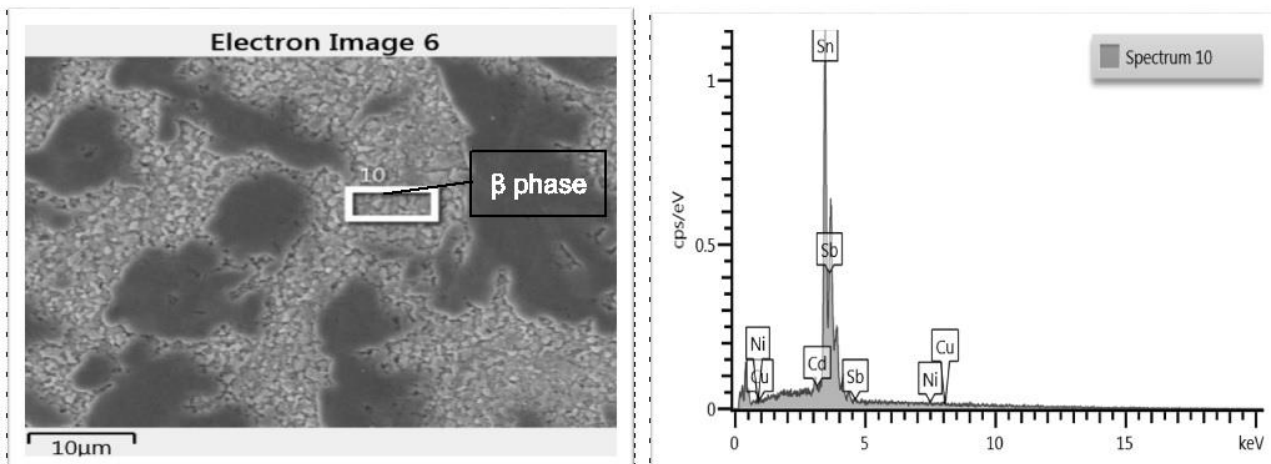 Electron Image 6
10
β phase
10µm
Spectrum 10
cps/eV
1
0.5
0
Sn
Sb
Ni
Cu
Cd
Sb
Ni
Cu
0
5
10
15
keV